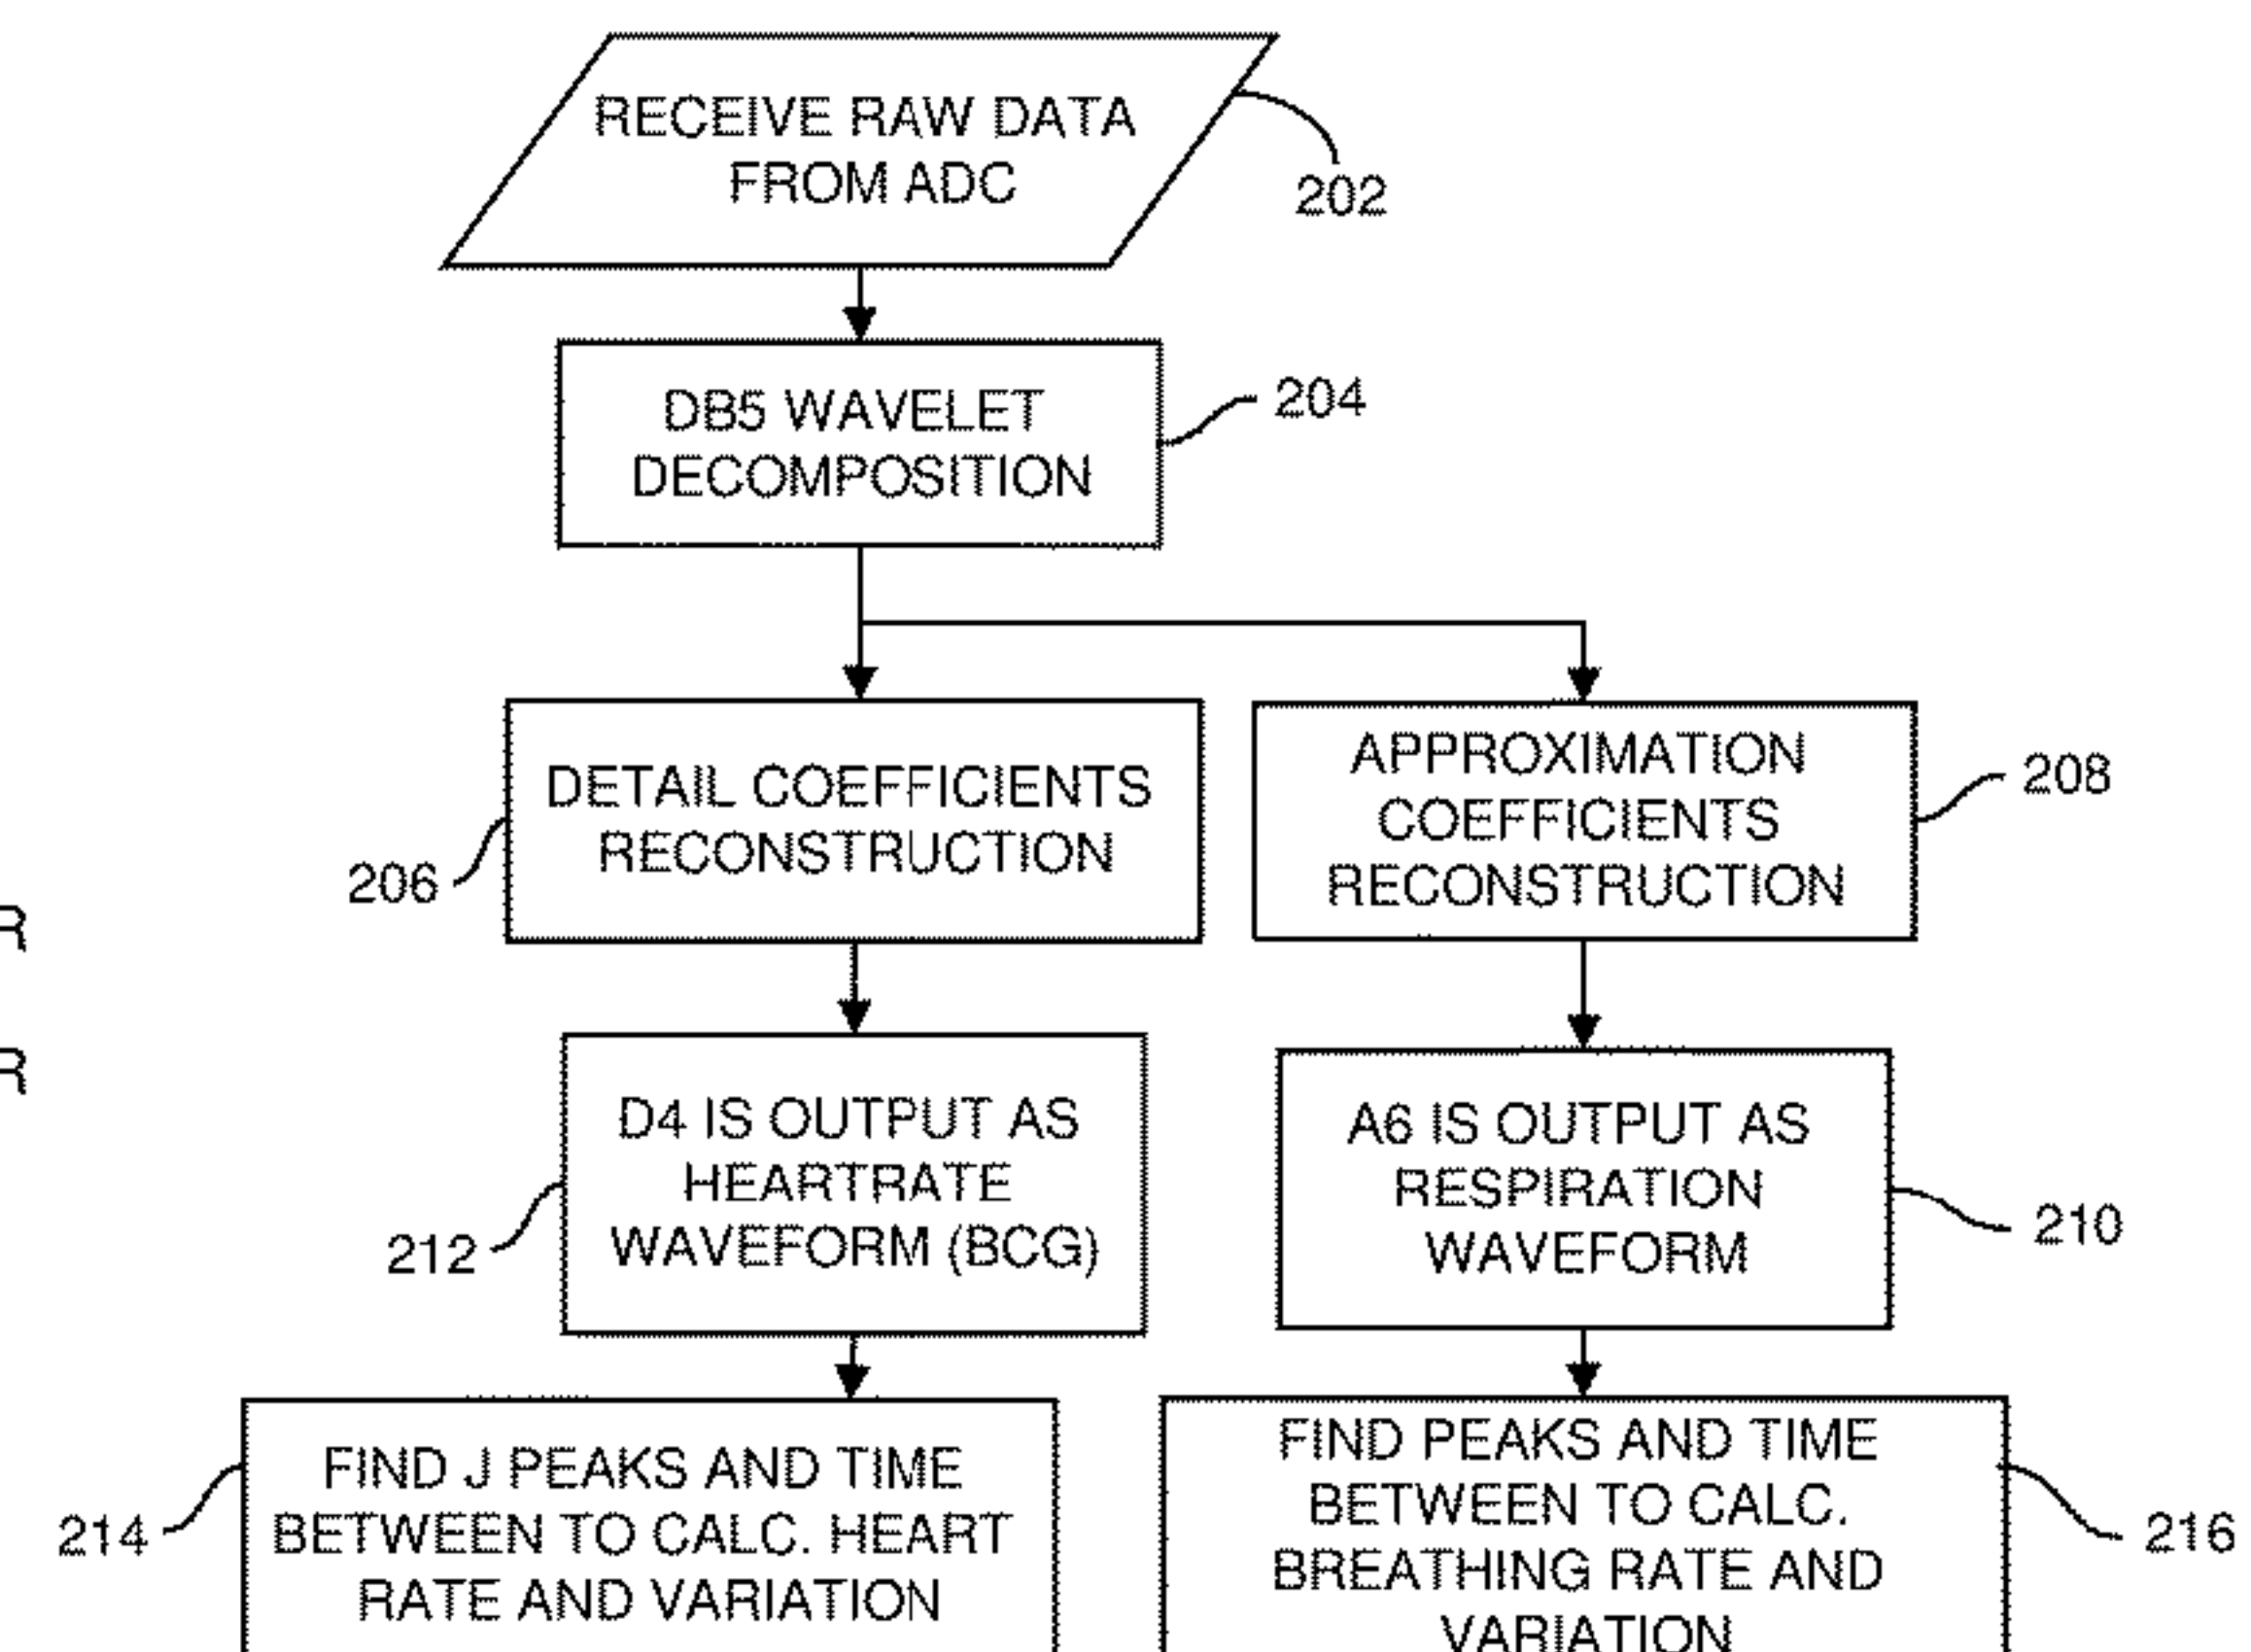 RECEIVE RAW DATA
FROM ADC
202
DB5 WAVELET
DECOMPOSITION
204
DETAIL COEFFICIENTS
RECONSTRUCTION
206
APPROXIMATION
COEFFICIENTS
RECONSTRUCTION
208
R
R
D4 IS OUTPUT AS
HEARTRATE
WAVEFORM (BCG)
212
A6 IS OUTPUT AS
RESPIRATION
WAVEFORM
210
FIND J PEAKS AND TIME
BETWEEN TO CALC. HEART
RATE AND VARIATION
214
FIND PEAKS AND TIME
BETWEEN TO CALC.
BREATHING RATE AND
VARIATION
216